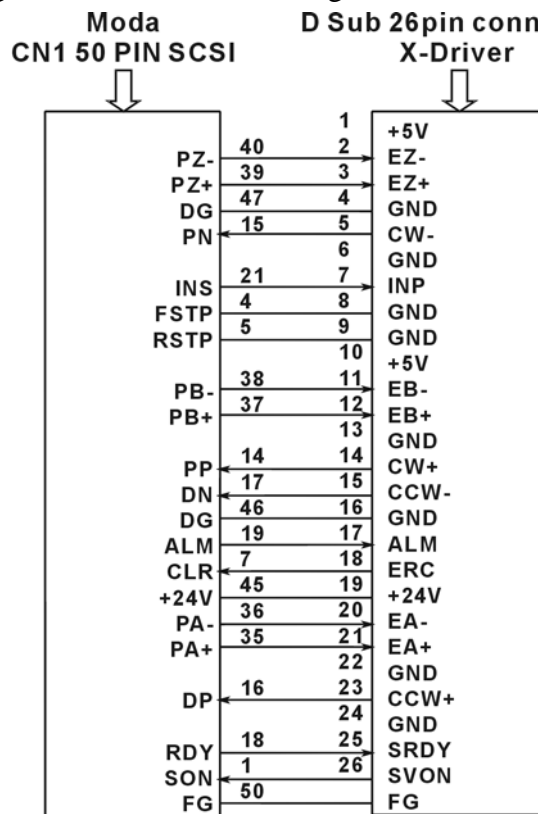 Moda D Sub 26pin conn
CN1 50 PIN SCSI X-Driver
1 +5V
PZ- 40 2 EZ-
PZ+ 39 3 EZ+
DG 47 4 GND
PN 15 5 CW-
6 GND
INS 21 7 INP
FSTP 4 8 GND
RSTP 5 9 GND
10 +5V
PB- 38 11 EB-
PB+ 37 12 EB+
13 GND
PP 14 14 CW+
DN 17 15 CCW-
DG 46 16 GND
ALM 19 17 ALM
CLR 7 18 ERC
+24V 45 19 +24V
PA- 36 20 EA-
PA+ 35 21 EA+
22 GND
DP 16 23 CCW+
24 GND
RDY 18 25 SRDY
SON 1 26 SVON
FG 50 FG